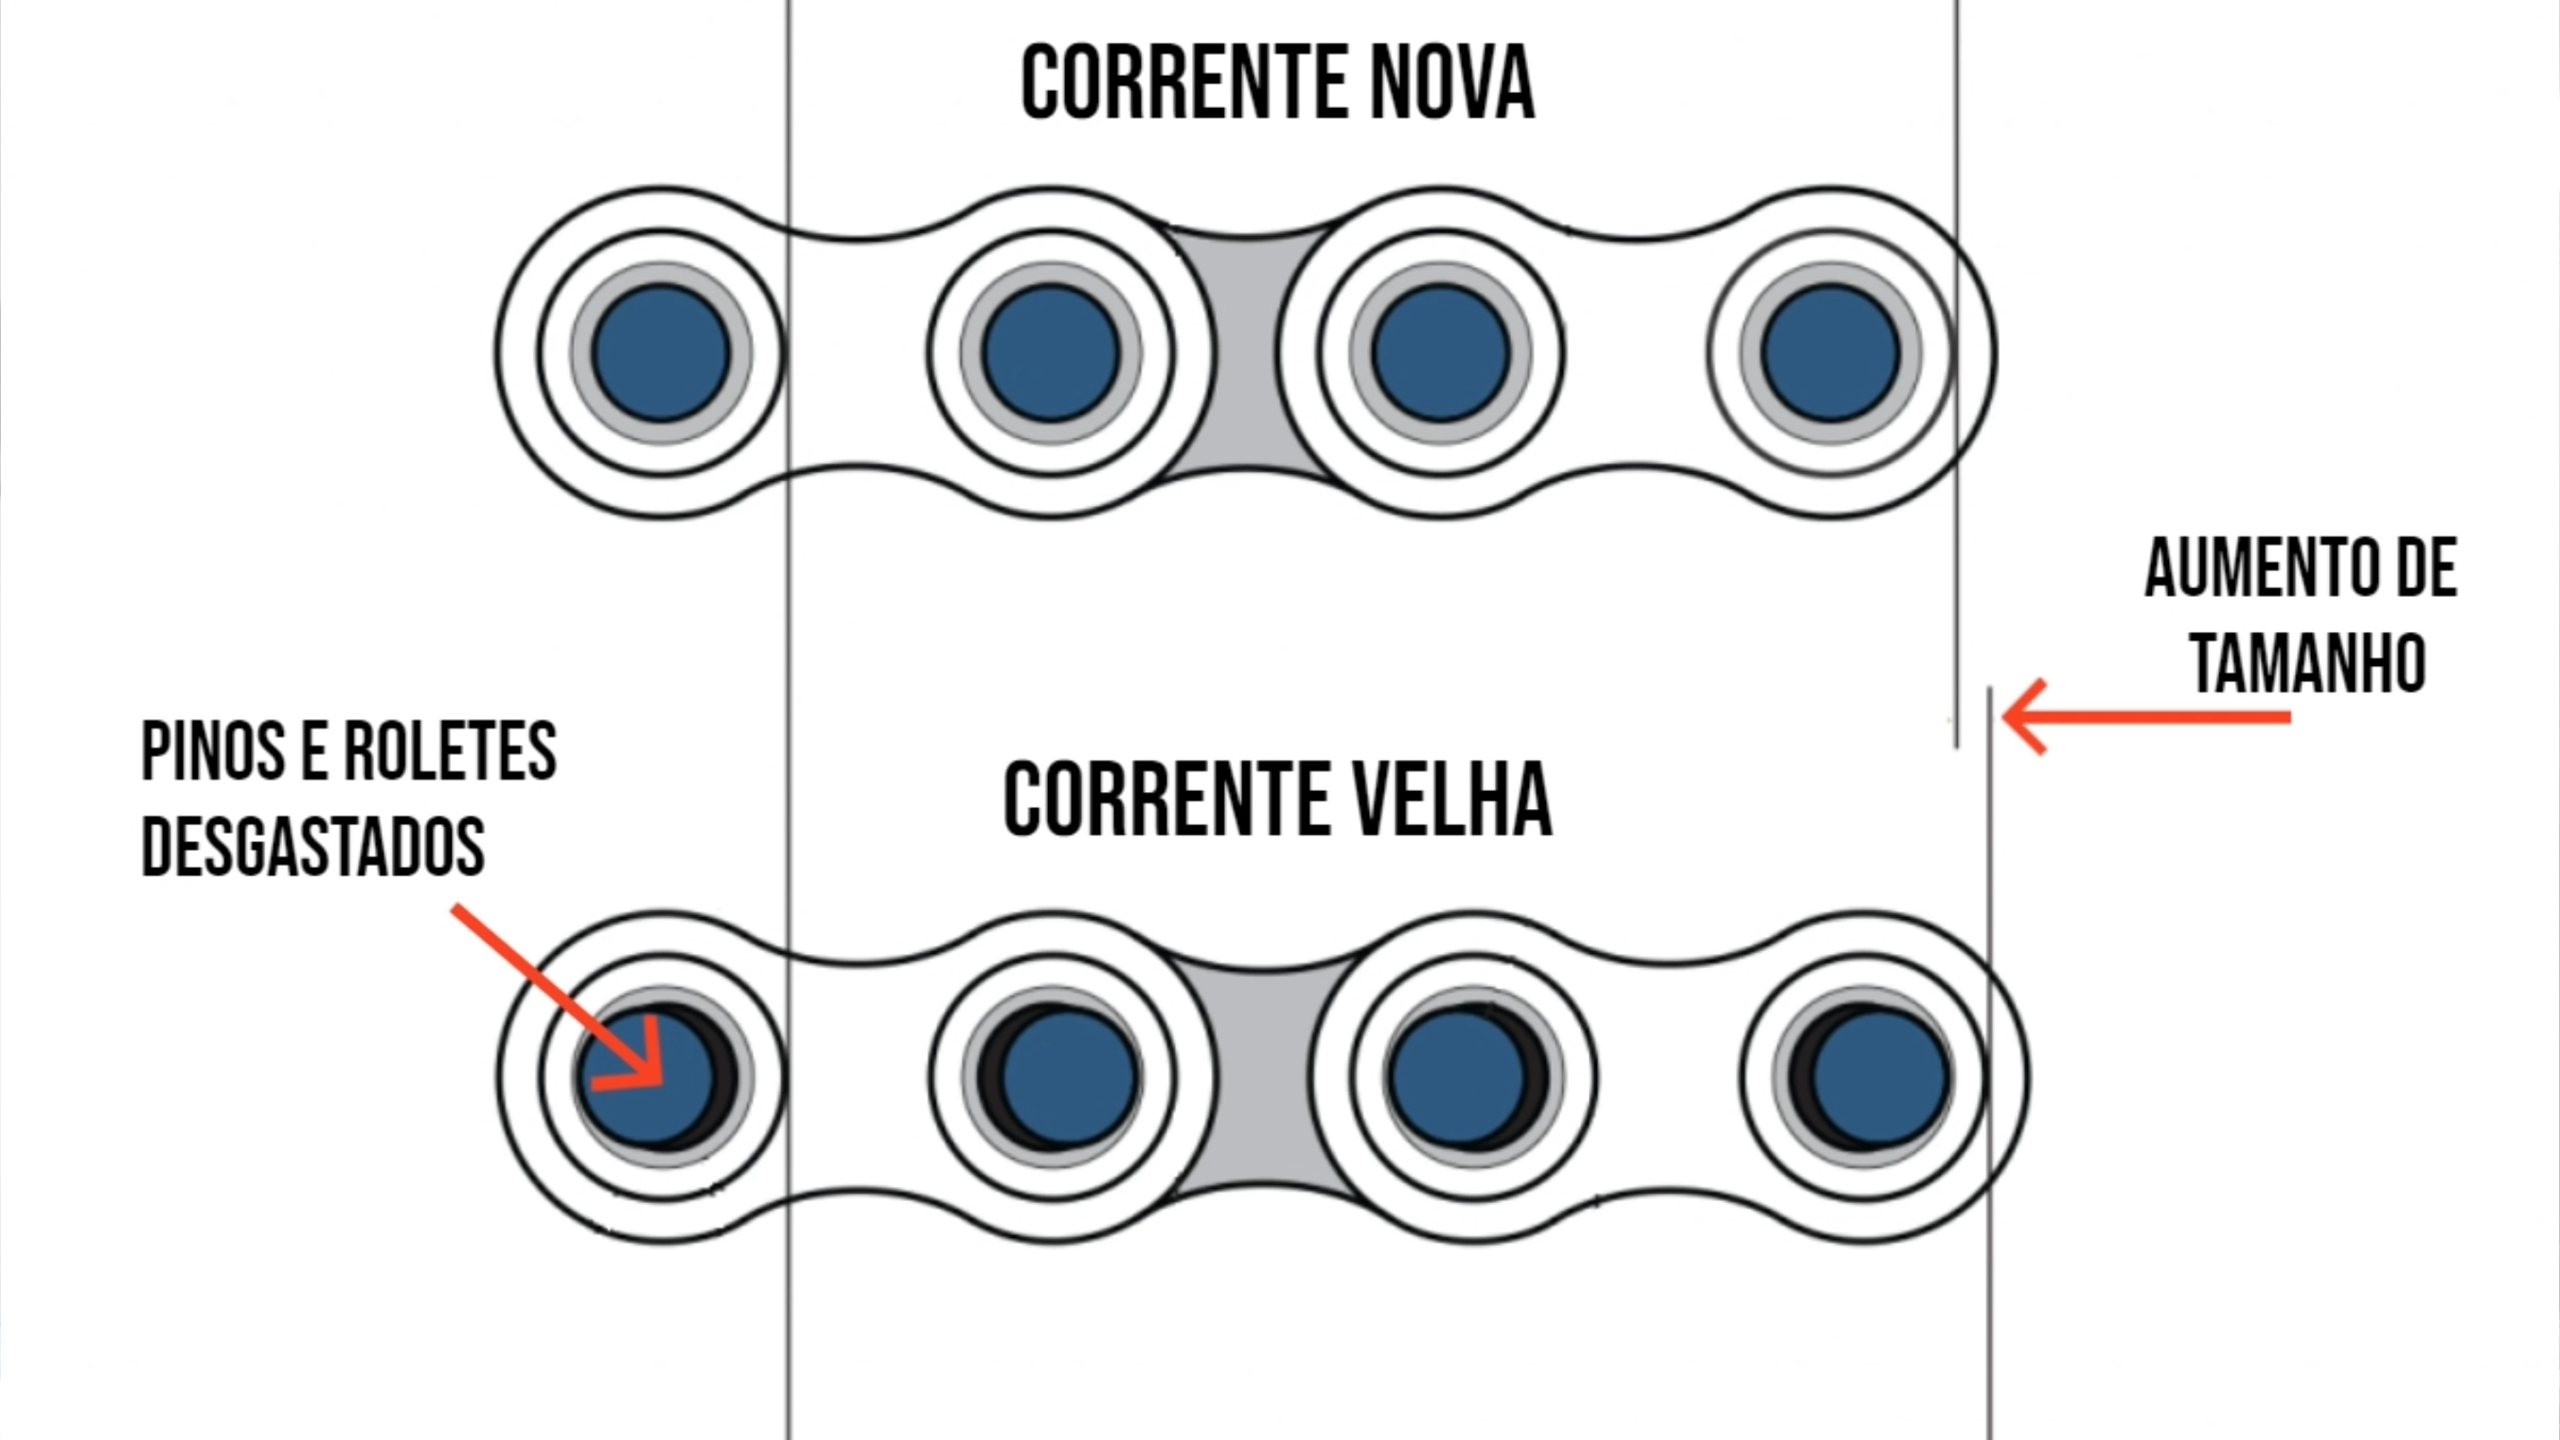 CORRENTE NOVA
AUMENTO DE
TAMANHO
PINOS E ROLETES
DESGASTADOS
CORRENTE VELHA